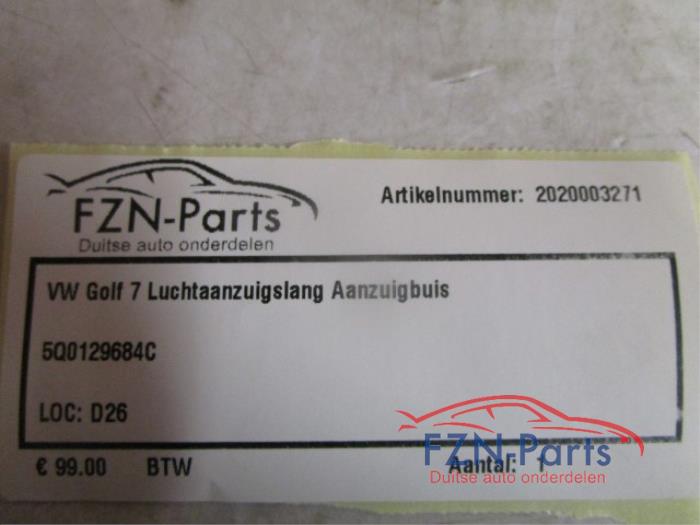 FZN-Parts
Duitse auto onderdelen
Artikelnummer: 2020003271
VW Golf 7 Luchtaanzuigslang Aanzuigbuis
5Q0129684C
LOC: D26
€ 99.00 BTW Aantal: 1
FZN-Parts
Duitse auto onderdelen